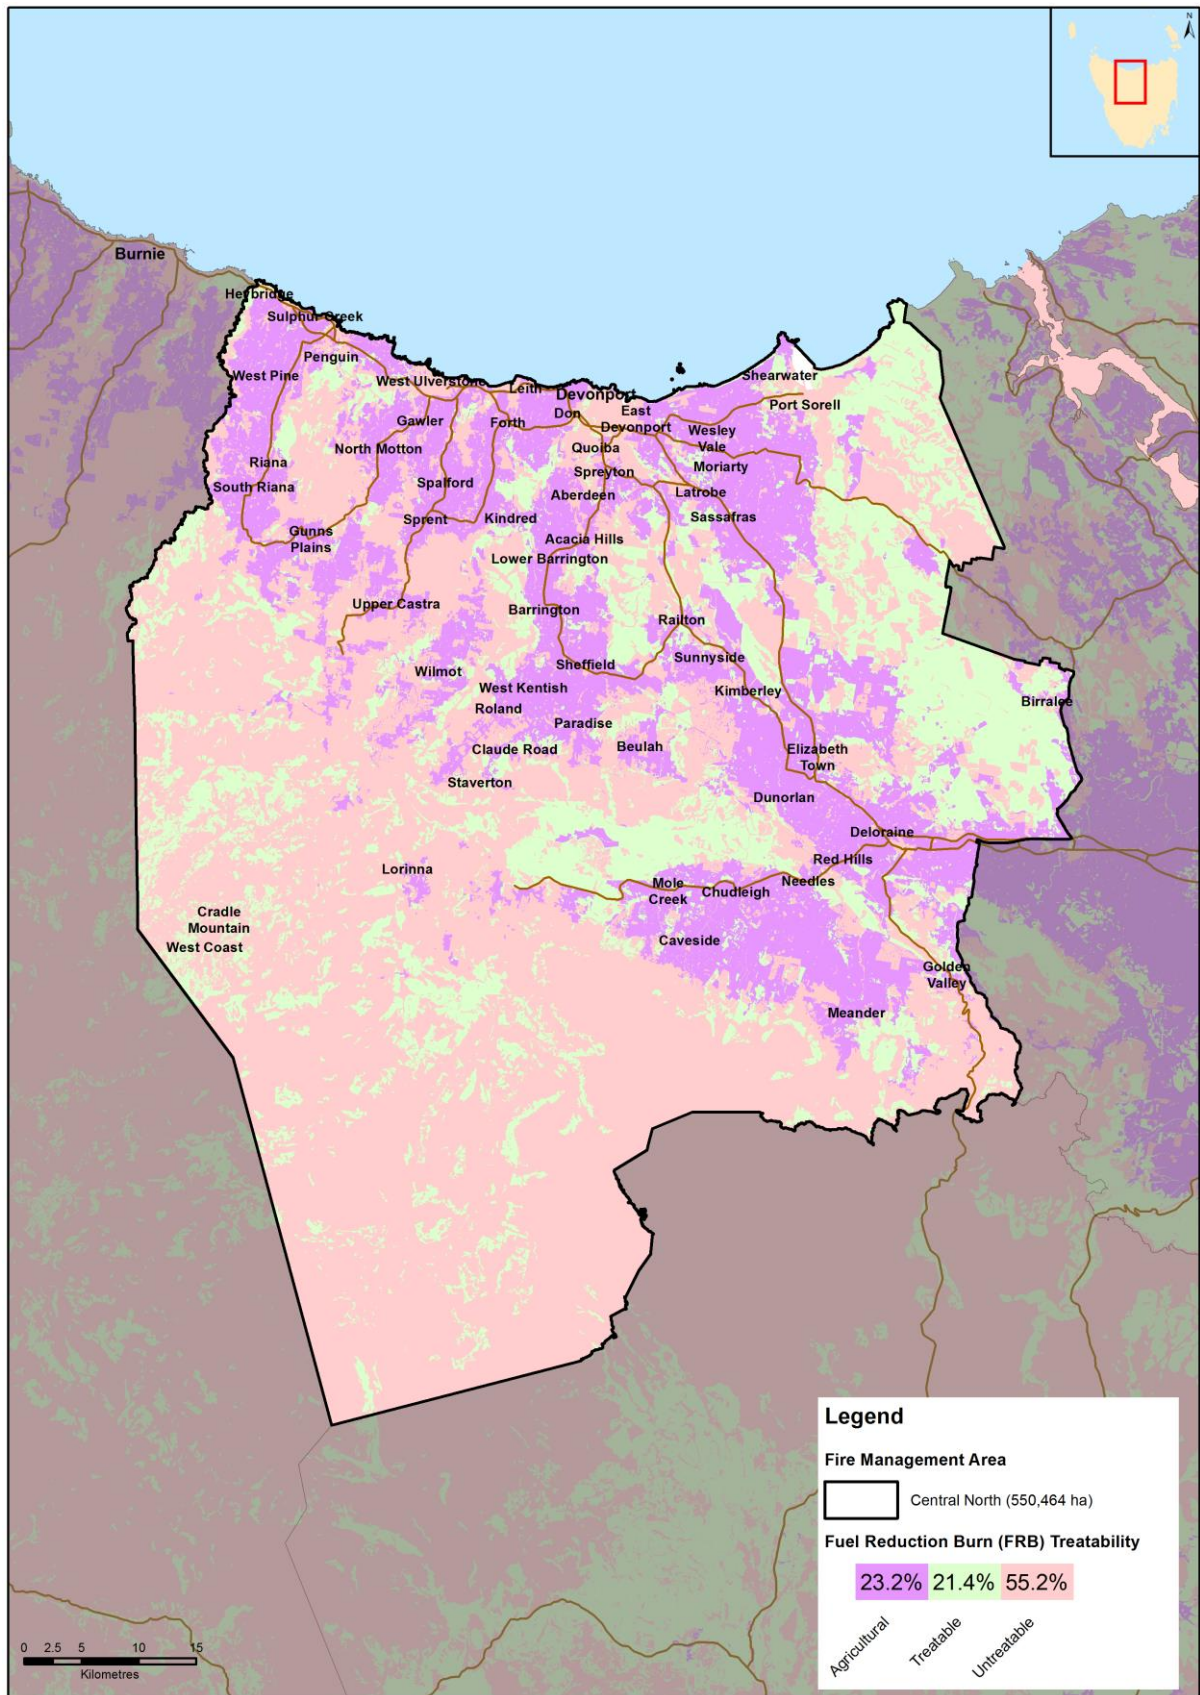 N
Burnie
Heybridge
Sulphur Creek
Penguin
West Pine
West Ulverstone
Leith
Devonport
Shearwater
Port Sorell
Gawler
Forth
Don
East
Devonport
Wesley
Vale
North Motton
Quoiba
Riana
Spreyton
Moriarty
South Riana
Spalford
Aberdeen
Latrobe
Sprent
Kindred
Sassafras
Gunns
Plains
Acacia Hills
Lower Barrington
Upper Castra
Barrington
Railton
Wilmot
Sheffield
Sunnyside
West Kentish
Kimberley
Birralee
Roland
Paradise
Claude Road
Beulah
Elizabeth
Town
Staverton
Dunorlan
Deloraine
Lorinna
Red Hills
Mole
Creek
Chudleigh
Needles
Cradle
Mountain
West Coast
Caveside
Golden
Valley
Meander
Legend
Fire Management Area
Central North (550,464 ha)
Fuel Reduction Burn (FRB) Treatability
23.2% 21.4% 55.2%
Agricultural
Treatable
Untreatable
0 2.5 5 10 15
Kilometres